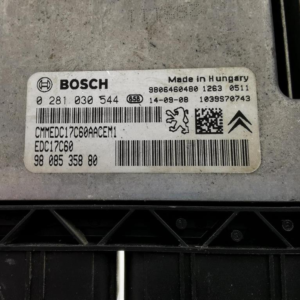 BOSCH
Made in Hungary
9806460480 1263 0511
0 281 030 544 658 14-09-08 1039S70743
CMMEDC17C60AACEM1
EDC17C60
98 085 358 80